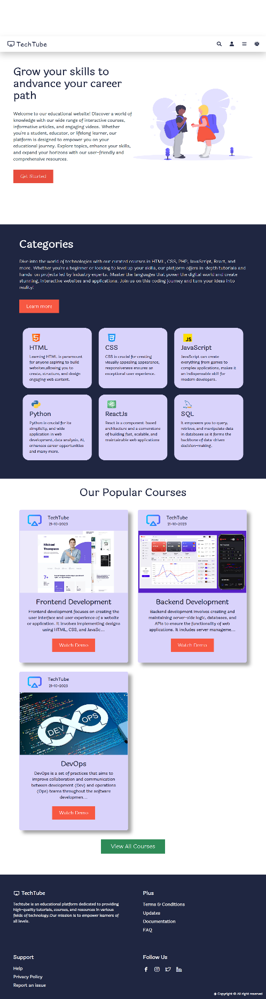 TechTube
Grow your skills to
andvance your career
path
Welcome to our educational website! Discover a world of
knowledge with our wide range of interactive courses,
informative articles, and engaging videos. Whether
you're a student, educator, or lifelong learner, our
platform is designed to empower you on your
educational journey. Explore topics, enhance your skills,
and expand your horizons with our user-friendly and
comprehensive resources.
Get Started
Categories
Dive into the world of technologies with our curated courses in HTML, CSS, PHP, JavaScript, React, and
more. Whether you're a beginner or looking to level up your skills, our platform offers in-depth tutorials and
hands-on projects led by industry experts. Master the languages that power the digital world and create
stunning, interactive websites and applications. Join us on this coding journey and turn your ideas into
reality!
Learn more
HTML
Learning HTML is paramount
for anyone aspiring to build
websites,allowing you to
create, structure, and design
engaging web content.
CSS
CSS is crucial for creating
visually appealing appearance,
responsiveness ensures an
exceptional user experience.
JS
JavaScript
JavaScript can create
everything from games to
complex applications, makes it
an indispensable skill for
modern developers.
Python
Python is crucial for its
simplicity, and wide
application in web
development, data analysis, AI,
enhances career opportunities
and many more.
ReactJs
React is a component-based
architecture and a cornerstone
of building fast, scalable, and
maintainable web applications
SQL
It empowers you to query,
retrieve, and manipulate data
in databases as it forms the
backbone of data-driven
decision-making.
Our Popular Courses
TechTube
21-10-2023
Mickael
Thompson
7+
Frontend Development
Frontend development focuses on creating the
user interface and user experience of a website
or application. It involves implementing designs
using HTML, CSS, and JavaSc...
Watch Demo
TechTube
21-10-2023
Backend Development
Backend development involves creating and
maintaining server-side logic, databases, and
APIs to ensure the functionality of web
applications. It includes server manageme...
Watch Demo
TechTube
21-10-2023
DEV OPS
DevOps
DevOps is a set of practices that aims to
improve collaboration and communication
between development (Dev) and operations
(Ops) teams throughout the software
developmen...
Watch Demo
View All Courses
TechTube
Techtube is an educational platform dedicated to providing
high-quality tutorials, courses, and resources in various
fields of technology.Our mission is to empower learners of
all levels.
Plus
Terms & Conditions
Updates
Documentation
FAQ
Support
Help
Privacy Policy
Report an issue
Follow Us
Copyright © All right reserved